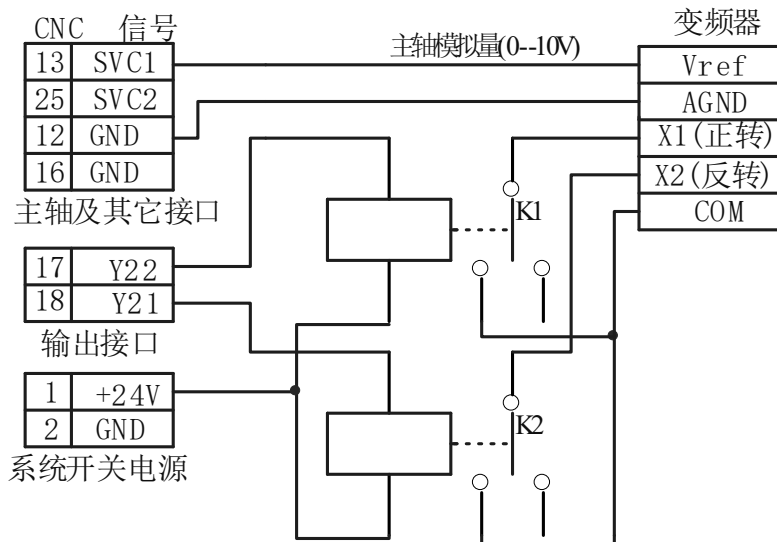 CNC 信号
变频器
主轴模拟量(0--10V)
13 SVC1
25 SVC2
12 GND
16 GND
主轴及其它接口
Vref
AGND
X1(正转)
X2(反转)
COM
K1
17 Y22
18 Y21
输出接口
1 +24V
2 GND
系统开关电源
K2